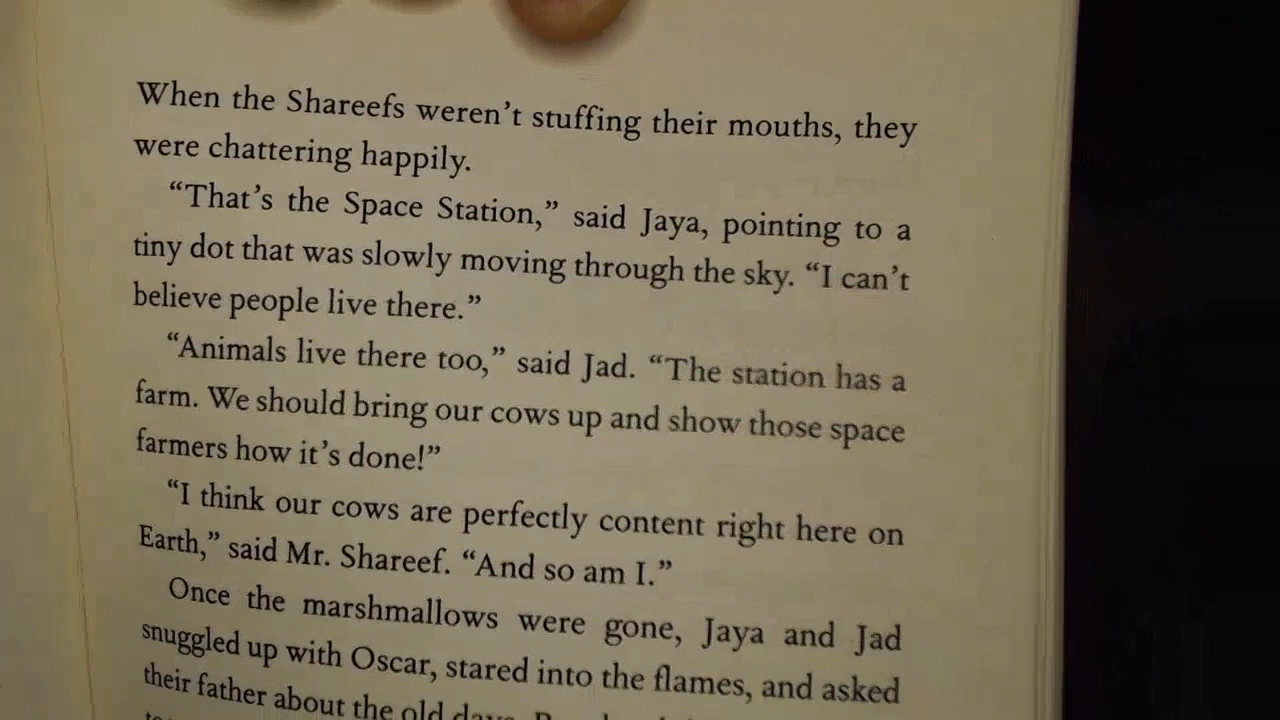 When the Shareefs weren't stuffing their mouths, they
were chattering happily.
“That's the Space Station,” said Jaya, pointing to a
tiny dot that was slowly moving through the sky. “I can't
believe people live there.”
“Animals live there too,” said Jad. “The station has a
farm. We should bring our cows up and show those space
farmers how it's done!”
“I think our cows are perfectly content right here on
Earth,” said Mr. Shareef. “And so am I.”
Once the marshmallows were gone, Jaya and Jad
snuggled up with Oscar, stared into the flames, and asked
their father about the old days.